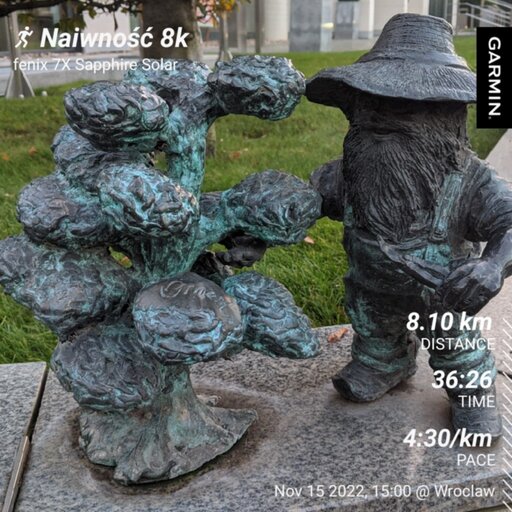 Naiwność 8k
fenix 7X Sapphire Solar
GARMIN.
8.10 km
DISTANCE
36:26
TIME
4:30/km
PACE
Nov 15 2022, 15:00 @ Wroclaw